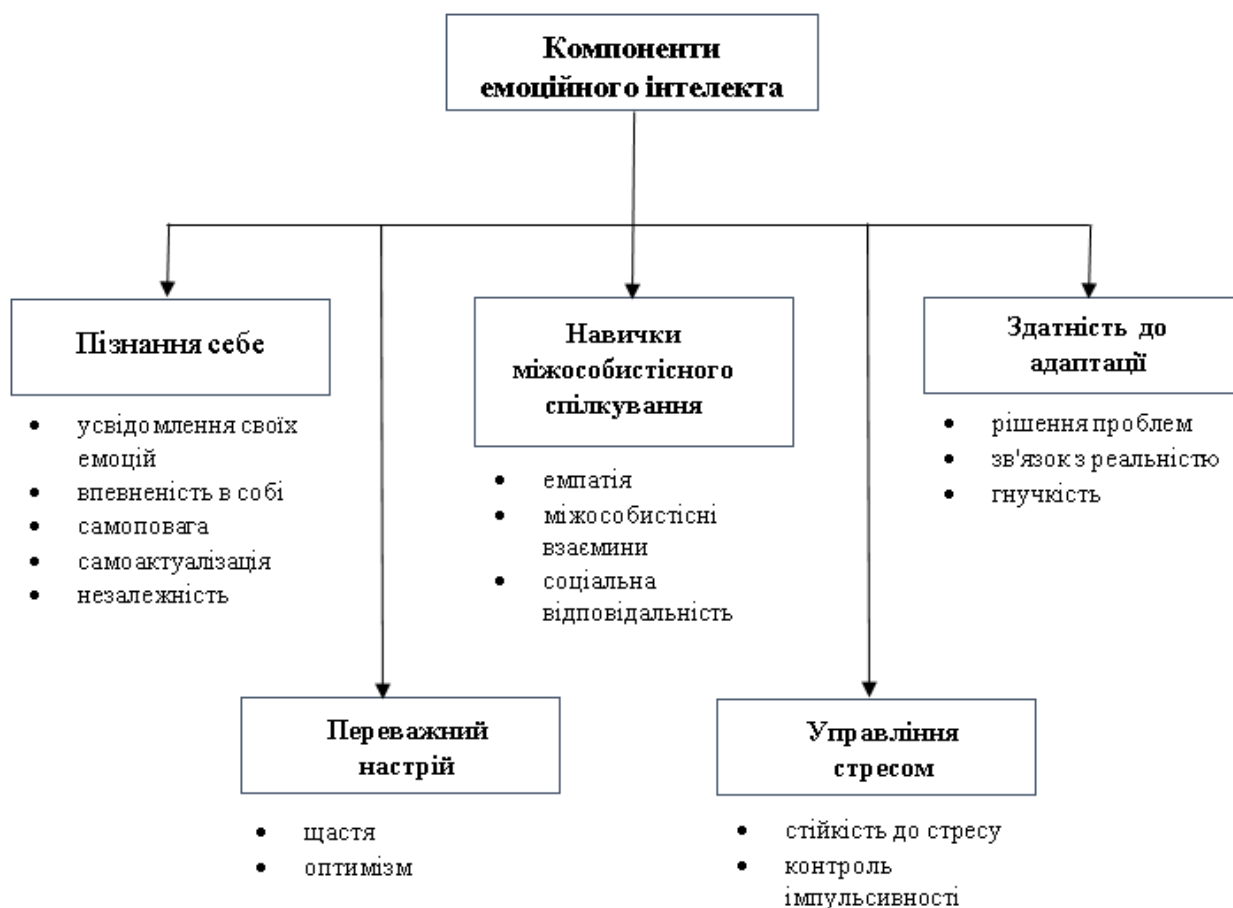 Компоненти
емоційного інтелекта
Пізнання себе
• усвідомлення своїх
емоцій
• впевненість в собі
• самоповага
• самоактуалізація
• незалежність
Навички
міжособистісного
спілкування
• емпатія
• міжособистісні
взаємини
• соціальна
відповідальність
Здатність до
адаптації
• рішення проблем
• зв'язок з реальністю
• гнучкість
Переважний
настрій
• щастя
• оптимізм
Управління
стресом
• стійкість до стресу
• контроль
імпульсивності